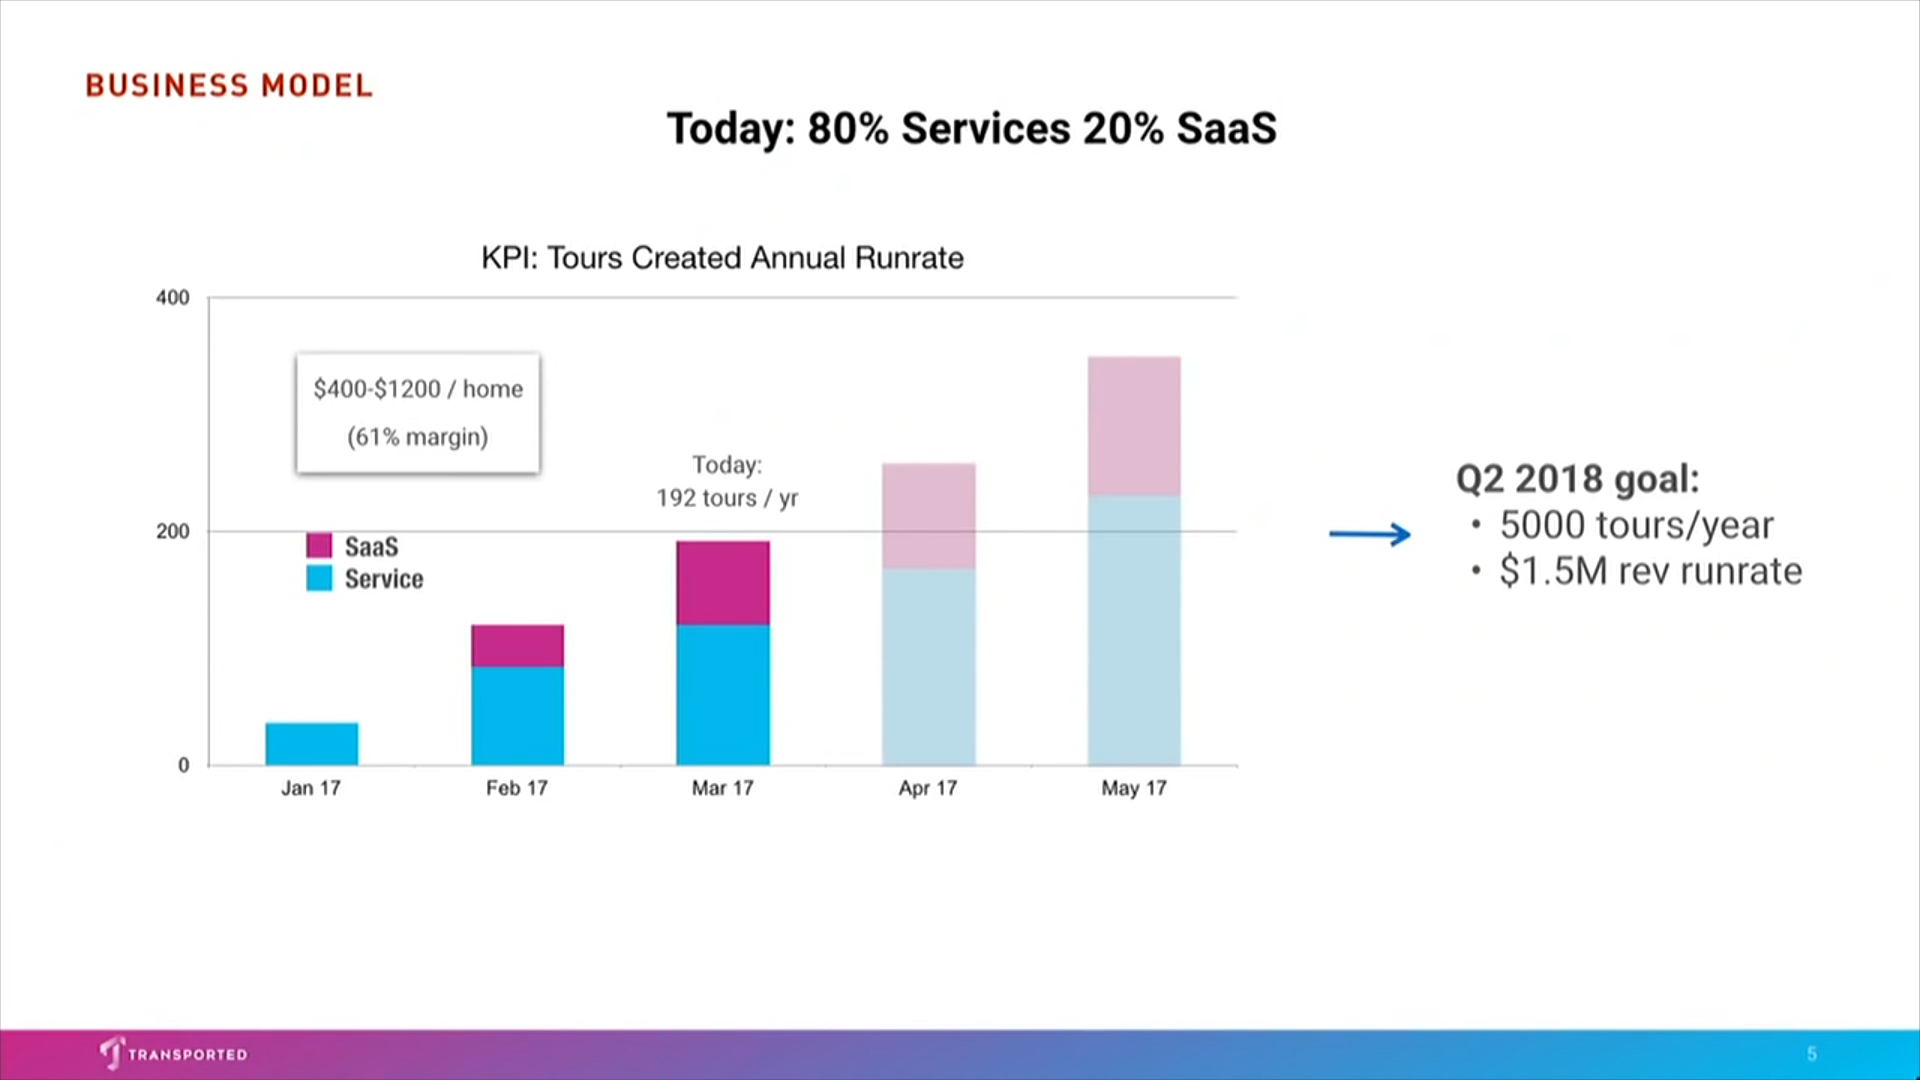 BUSINESS MODEL
Today: 80% Services 20% SaaS
KPI: Tours Created Annual Runrate
400
$400-$1200 / home
(61% margin)
Today:
192 tours / yr
200
SaaS
Service
0
Jan 17
Feb 17
Mar 17
Apr 17
May 17
Q2 2018 goal:
• 5000 tours/year
• $1.5M rev runrate
TRANSPORTED
5